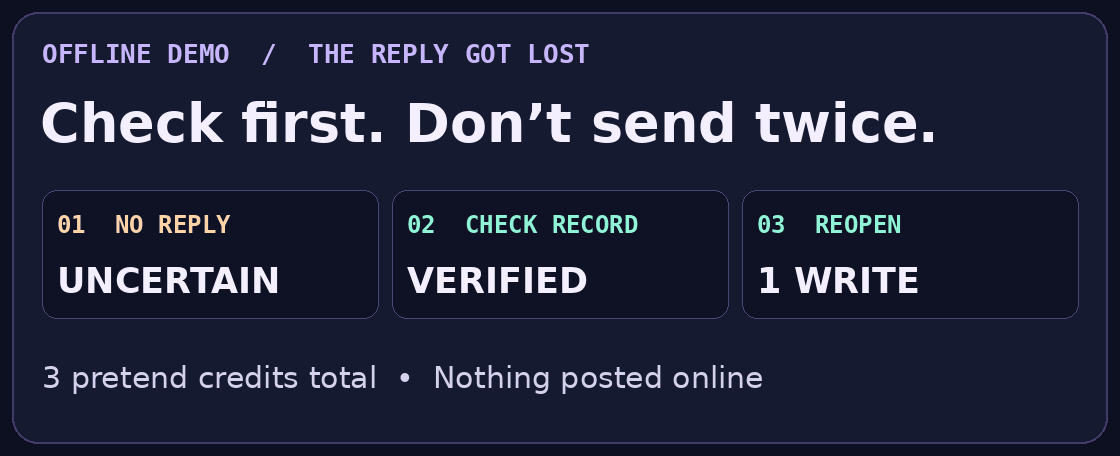 OFFLINE DEMO / THE REPLY GOT LOST
Check first. Don’t send twice.
01 NO REPLY
UNCERTAIN
02 CHECK RECORD
VERIFIED
03 REOPEN
1 WRITE
3 pretend credits total • Nothing posted online